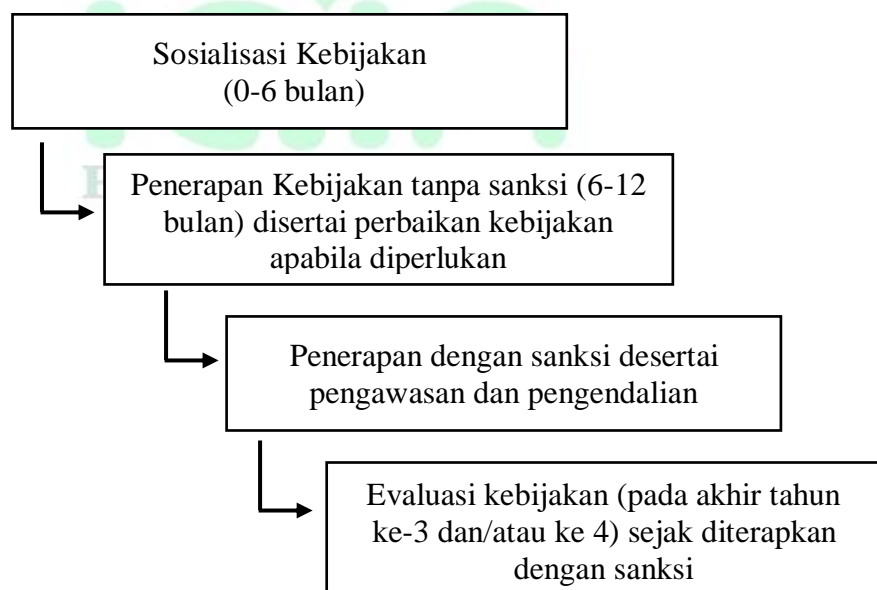 Sosialisasi Kebijakan
(0-6 bulan)
Penerapan Kebijakan tanpa sanksi (6-12
bulan) disertai perbaikan kebijakan
apabila diperlukan
Penerapan dengan sanksi desertai
pengawasan dan pengendalian
Evaluasi kebijakan (pada akhir tahun
ke-3 dan/atau ke 4) sejak diterapkan
dengan sanksi